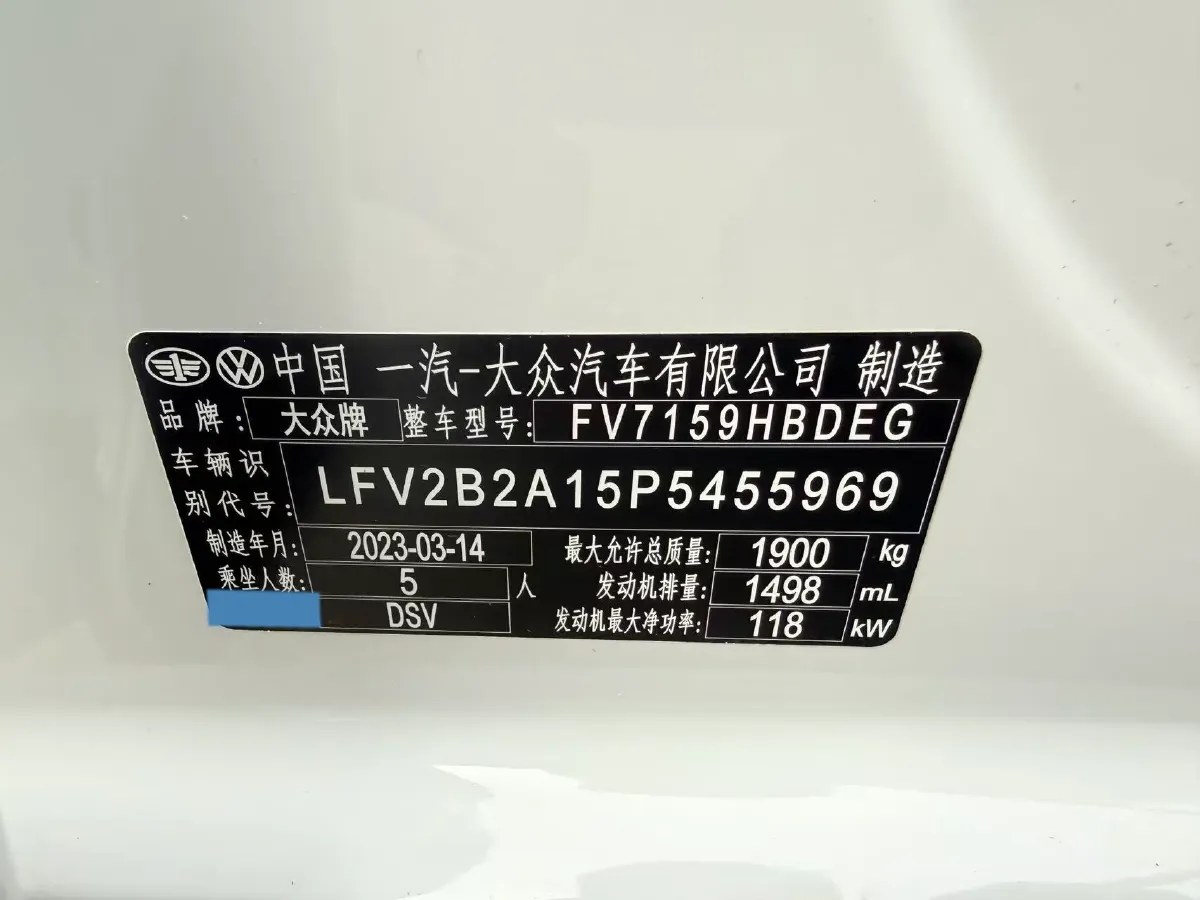 中国 一汽-大众汽车有限公司 制造
品牌: 大众牌 整车型号: FV7159HBDEG
车辆识别代号: LFV2B2A15P5455969
制造年月: 2023-03-14 最大允许总质量: 1900 kg
乘坐人数: 5 人 发动机排量: 1498 mL
DSV 发动机最大净功率: 118 kW